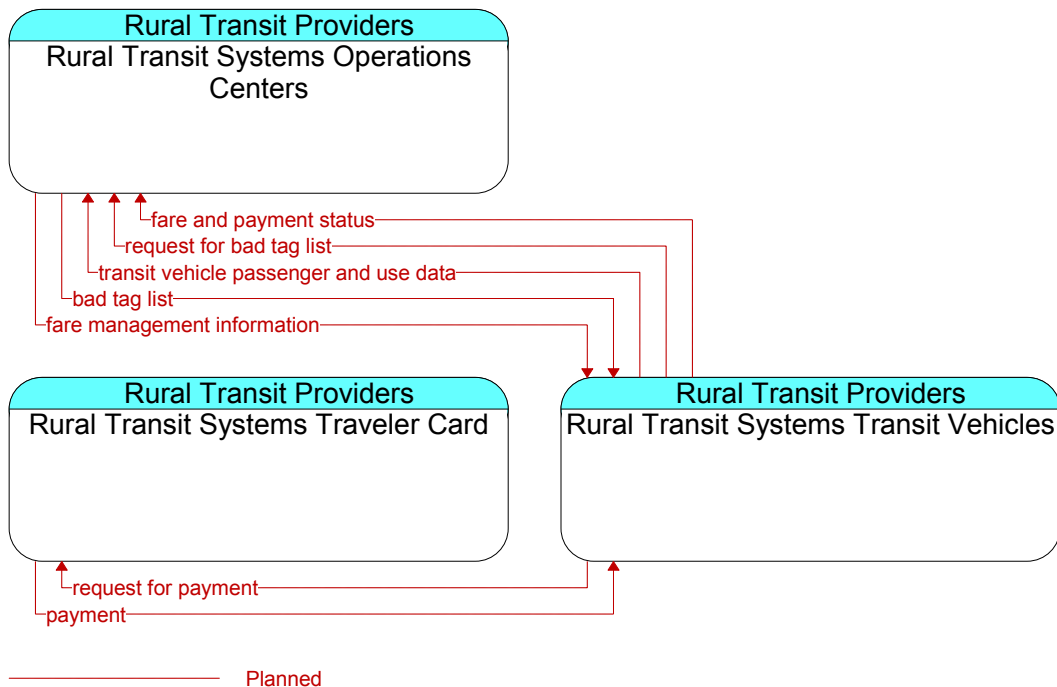 Rural Transit Providers
Rural Transit Systems Operations
Centers
fare and payment status
request for bad tag list
transit vehicle passenger and use data
bad tag list
fare management information
Rural Transit Providers
Rural Transit Systems Traveler Card
Rural Transit Providers
Rural Transit Systems Transit Vehicles
request for payment
payment
Planned